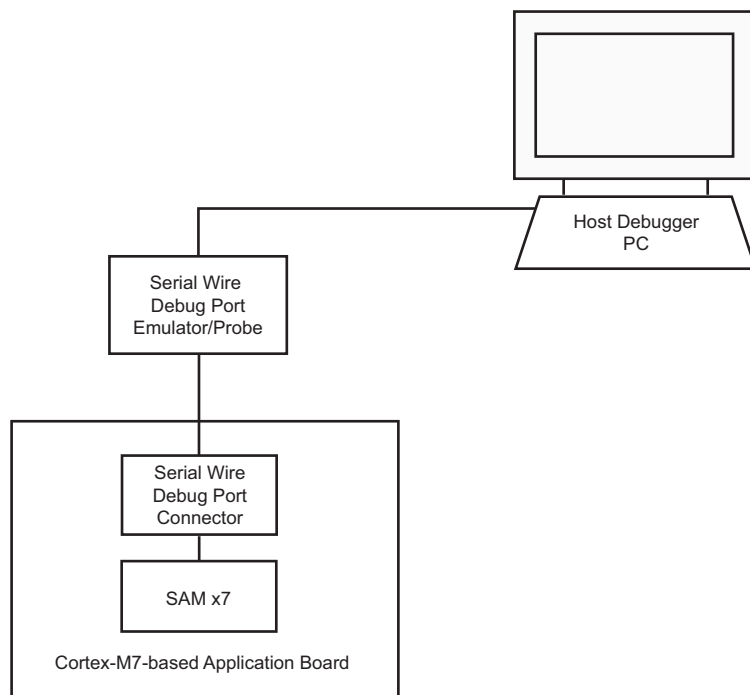 Host Debugger
PC
Serial Wire
Debug Port
Emulator/Probe
Serial Wire
Debug Port
Connector
SAM x7
Cortex-M7-based Application Board